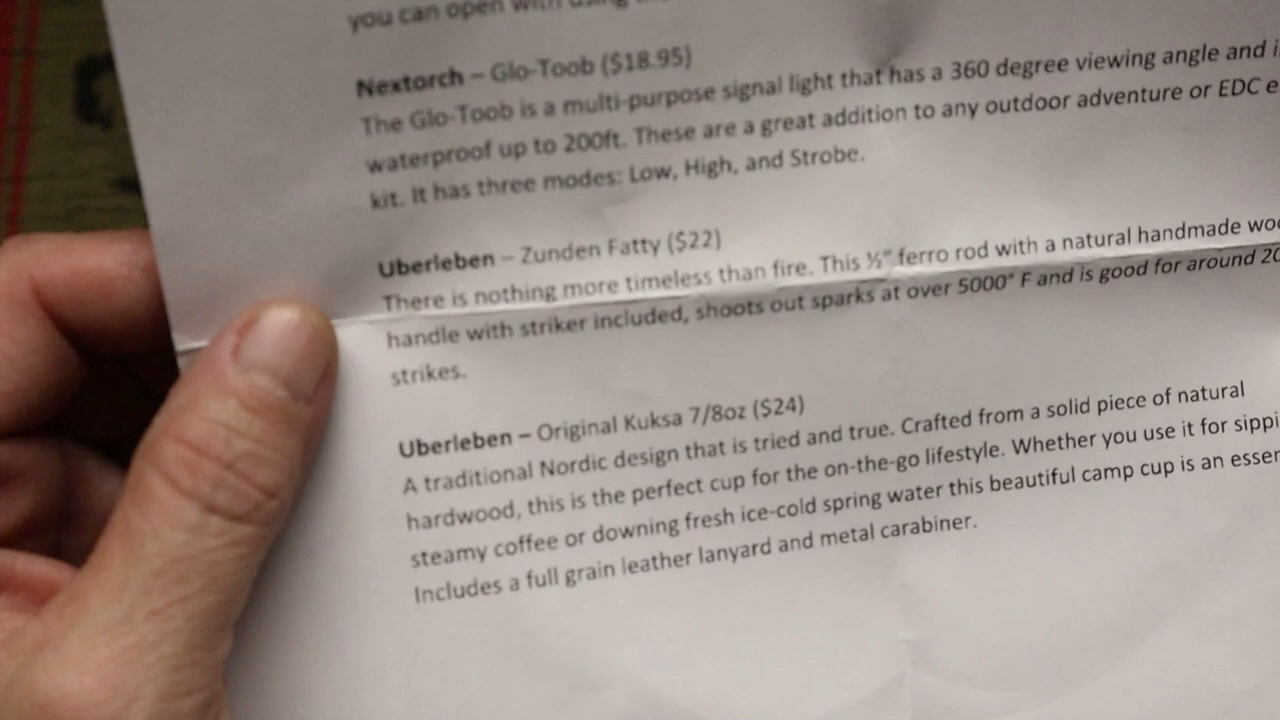 you can open with using
Nextorch – Glo-Toob ($18.95)
The Glo-Toob is a multi-purpose signal light that has a 360 degree viewing angle and
waterproof up to 200ft. These are a great addition to any outdoor adventure or EDC
kit. It has three modes: Low, High, and Strobe.
Uberleben – Zunden Fatty ($22)
There is nothing more timeless than fire. This ½" ferro rod with a natural handmade
handle with striker included, shoots out sparks at over 5000° F and is good for around
strikes.
Uberleben – Original Kuksa 7/8oz ($24)
A traditional Nordic design that is tried and true. Crafted from a solid piece of natural
hardwood, this is the perfect cup for the on-the-go lifestyle. Whether you use it for
steamy coffee or downing fresh ice-cold spring water this beautiful camp cup is an
Includes a full grain leather lanyard and metal carabiner.